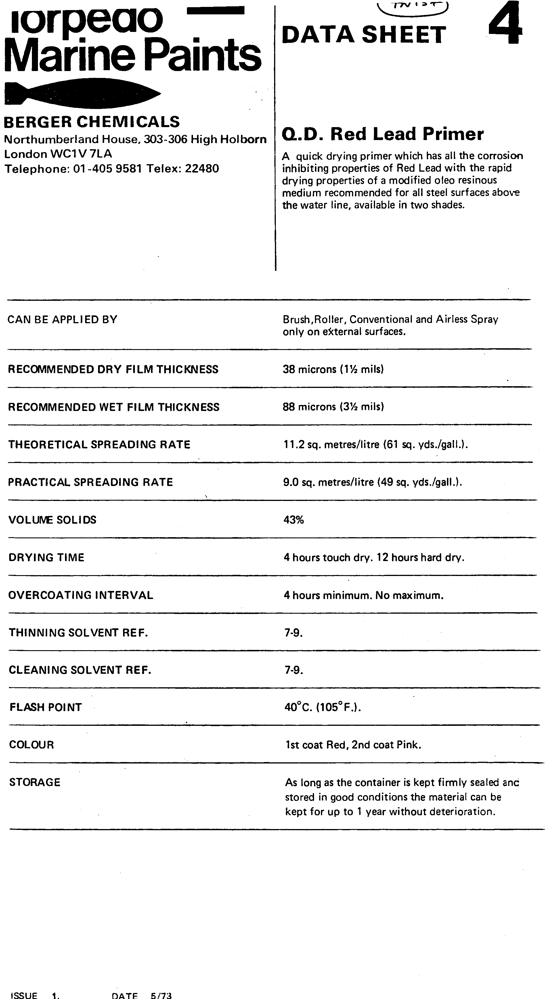 Torpedo
Marine Paints
BERGER CHEMICALS
Northumberland House, 303-306 High Holborn
London WC1V 7LA
Telephone: 01-405 9581 Telex: 22480
DATA SHEET 4
Q.D. Red Lead Primer
A quick drying primer which has all the corrosion
inhibiting properties of Red Lead with the rapid
drying properties of a modified oleo resinous
medium recommended for all steel surfaces above
the water line, available in two shades.
CAN BE APPLIED BY Brush,Roller, Conventional and Airless Spray
only on external surfaces.
RECOMMENDED DRY FILM THICKNESS 38 microns (1½ mils)
RECOMMENDED WET FILM THICKNESS 88 microns (3½ mils)
THEORETICAL SPREADING RATE 11.2 sq. metres/litre (61 sq. yds./gall.).
PRACTICAL SPREADING RATE 9.0 sq. metres/litre (49 sq. yds./gall.).
VOLUME SOLIDS 43%
DRYING TIME 4 hours touch dry. 12 hours hard dry.
OVERCOATING INTERVAL 4 hours minimum. No maximum.
THINNING SOLVENT REF. 7-9.
CLEANING SOLVENT REF. 7-9.
FLASH POINT 40°C. (105°F.).
COLOUR 1st coat Red, 2nd coat Pink.
STORAGE As long as the container is kept firmly sealed and
stored in good conditions the material can be
kept for up to 1 year without deterioration.
ISSUE 1. DATE 5/73